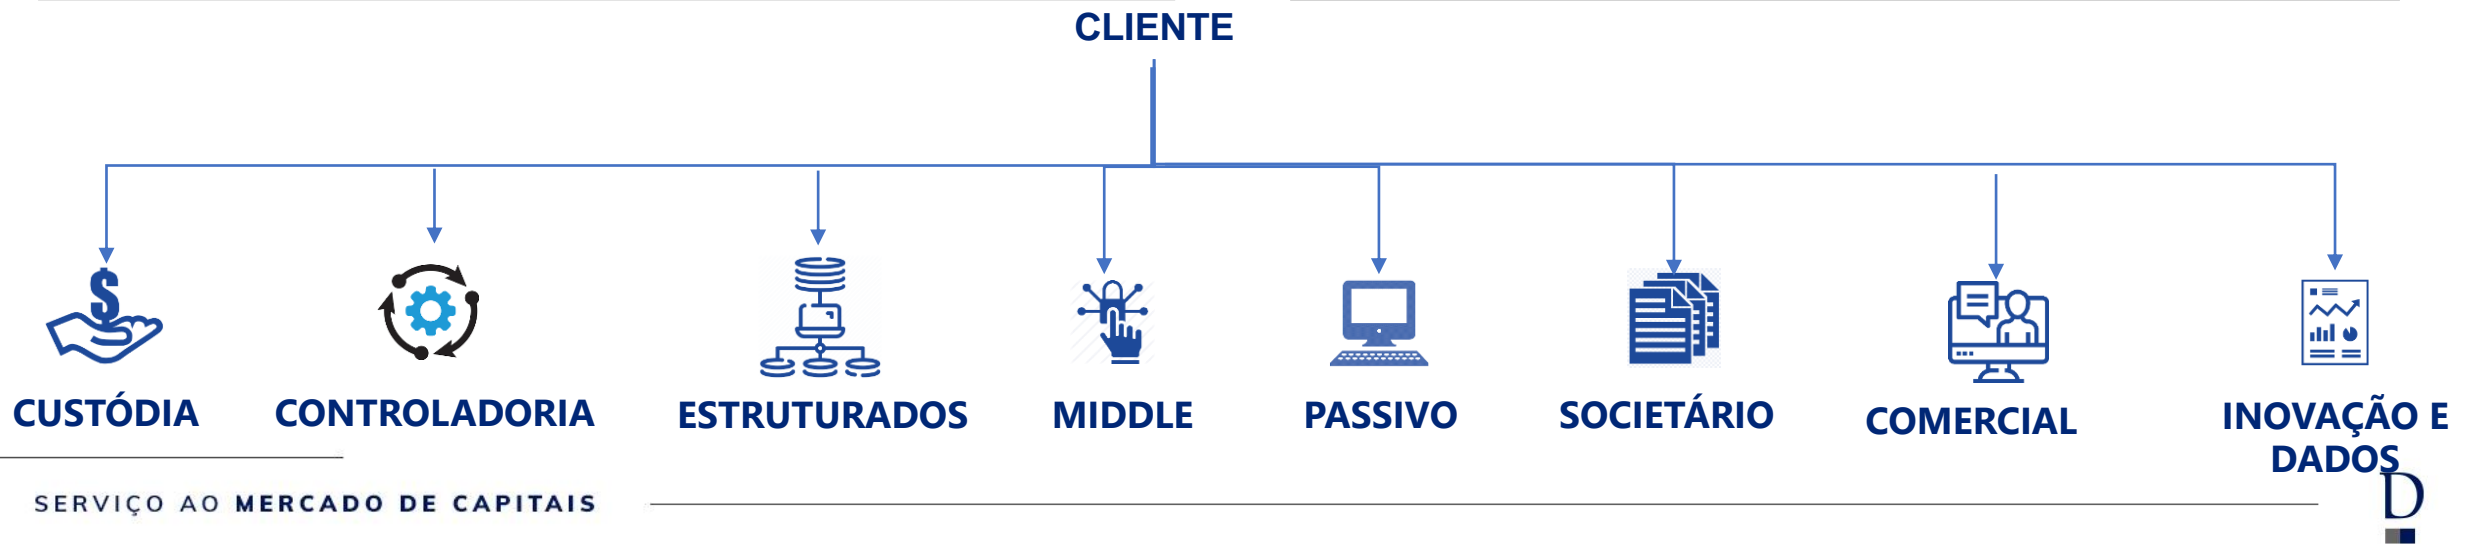 CLIENTE
CUSTÓDIA
CONTROLADORIA
ESTRUTURADOS
MIDDLE
PASSIVO
SOCIETÁRIO
COMERCIAL
INOVAÇÃO E
DADOS
SERVIÇO AO MERCADO DE CAPITAIS
D